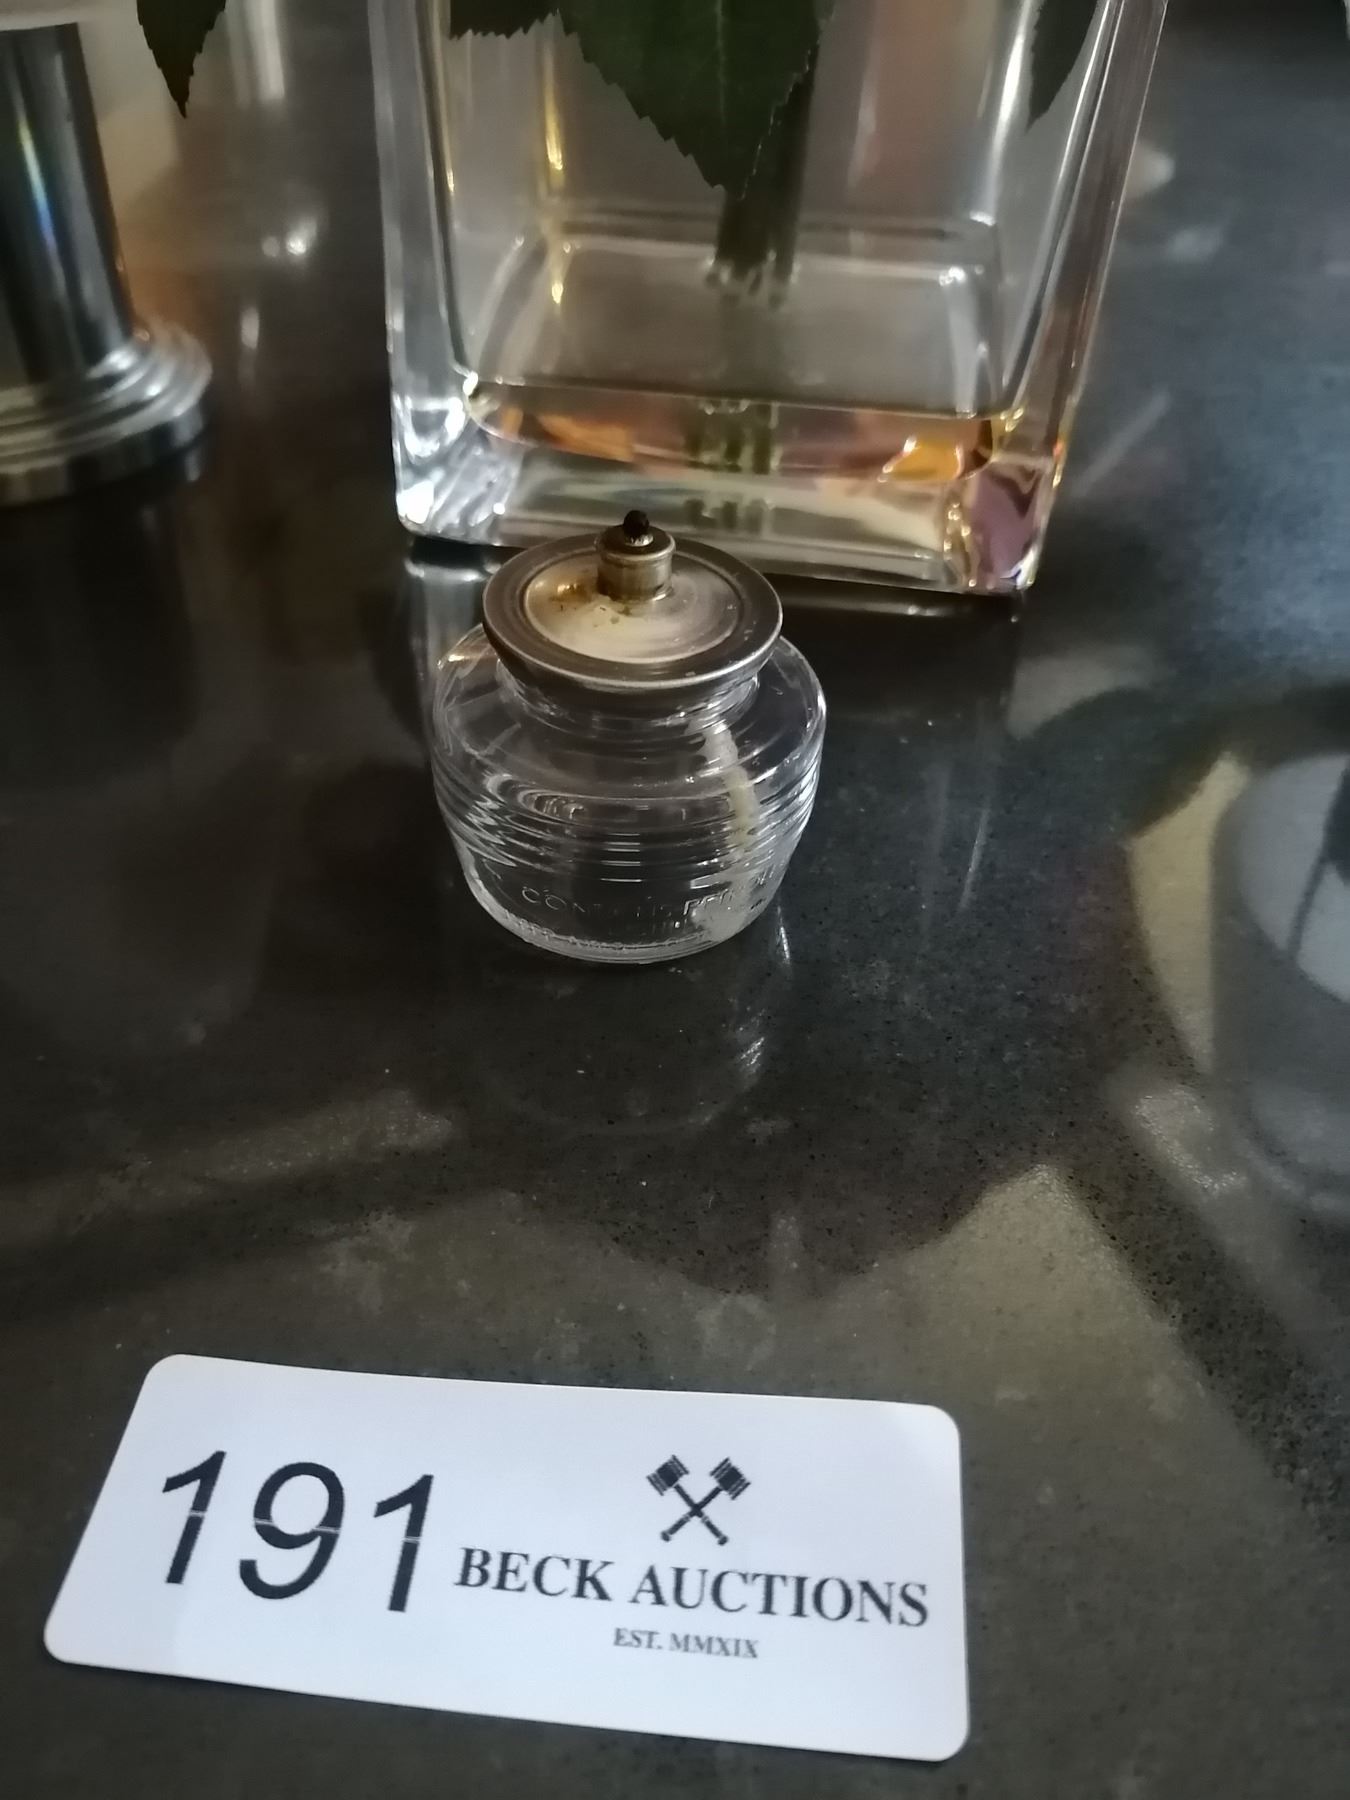 191
BECK AUCTIONS
EST. MMXIX